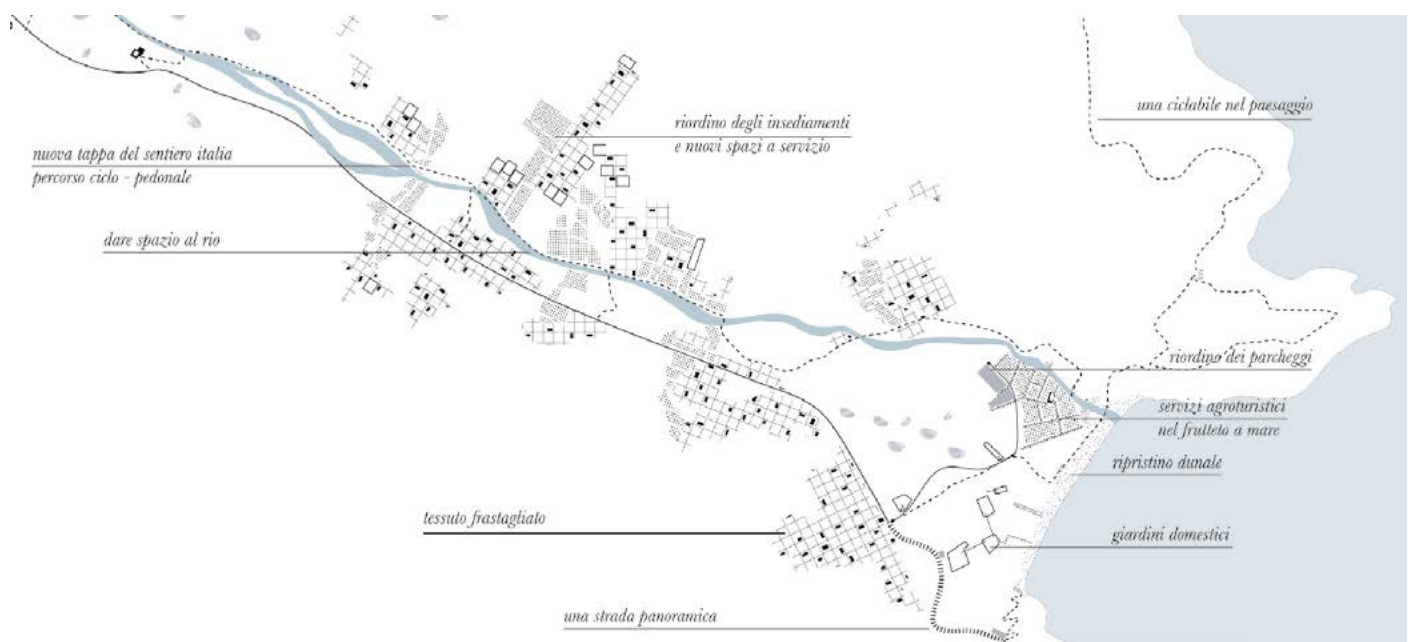 una ciclabile nel paesaggio
riordino degli insediamenti
e nuovi spazi a servizio
nuova tappa del sentiero italia
percorso ciclo - pedonale
dare spazio al rio
riordino dei parcheggi
servizi agroturistici
nel frutteto a mare
ripristino dunale
tessuto frastagliato
giardini domestici
una strada panoramica